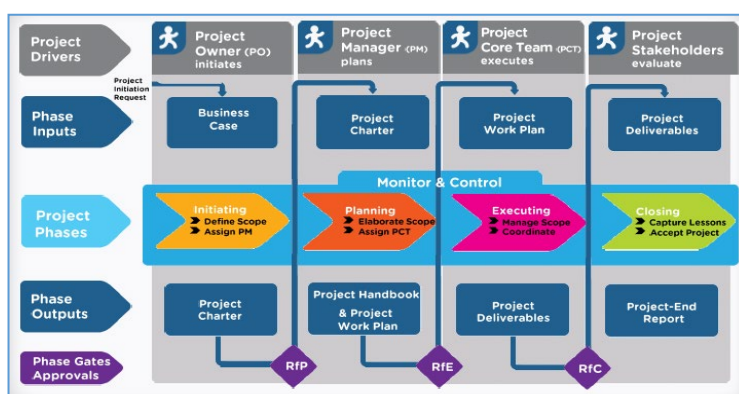 Project
Drivers
Project
Owner (PO)
initiates
Project
Manager (PM)
plans
Project
Core Team (PCT)
executes
Project
Stakeholders
evaluate
Project
Initiation
Request
Phase
Inputs
Business
Case
Project
Charter
Project
Work Plan
Project
Deliverables
Monitor & Control
Project
Phases
Initiating
Define Scope
Assign PM
Planning
Elaborate Scope
Assign PCT
Executing
Manage Scope
Coordinate
Closing
Capture Lessons
Accept Project
Phase
Outputs
Project
Charter
Project Handbook
& Project
Work Plan
Project
Deliverables
Project-End
Report
Phase Gates
Approvals
RfP
RfE
RfC